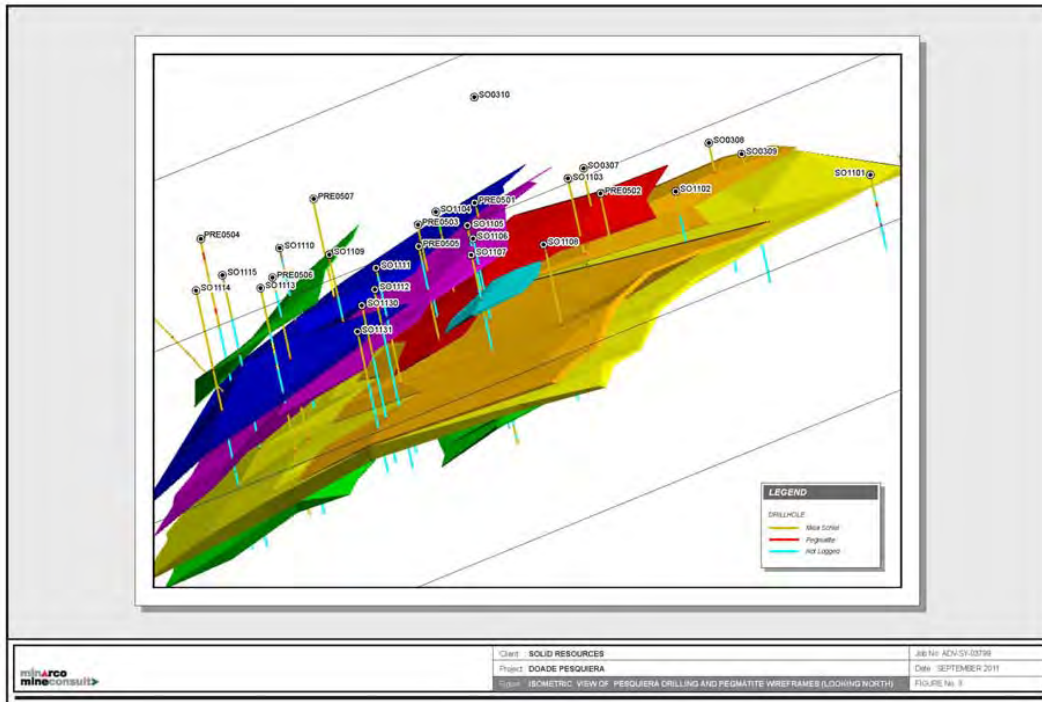 SO0310
SO0308
SO0309
SO0307
SO1103
SO1101
PRE0502
SO1102
PRE0507
PRE0501
SO1104
PRE0503
SO1105
PRE0504
SO1106
SO1110
PRE0505
SO1108
SO1109
SO1107
SO1111
SO1115
PRE0506
SO1113
SO1114
SO1112
SO1130
SO1131
LEGEND
DRILLHOLE
Mica Schist
Pegmatite
Not Logged
minarco
mineconsult
Client SOLID RESOURCES
Project DOADE PESQUIERA
ISOMETRIC VIEW OF PESQUIERA DRILLING AND PEGMATITE WIREFRAMES (LOOKING NORTH)
Job No ADV-SY-03799
Date SEPTEMBER 2011
FIGURE No.